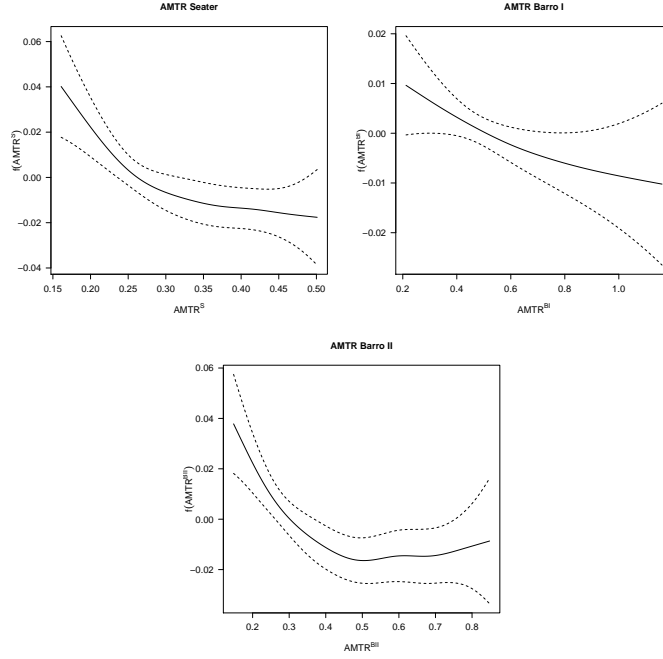 AMTR Seater
0.06
0.04
0.02
0.00
−0.02
−0.04
f(AMTR^S)
0.15 0.20 0.25 0.30 0.35 0.40 0.45 0.50
AMTR^S
AMTR Barro I
0.02
0.01
0.00
−0.01
−0.02
f(AMTR^BI)
0.2 0.4 0.6 0.8 1.0
AMTR^BI
AMTR Barro II
0.06
0.04
0.02
0.00
−0.02
f(AMTR^BII)
0.2 0.3 0.4 0.5 0.6 0.7 0.8
AMTR^BII